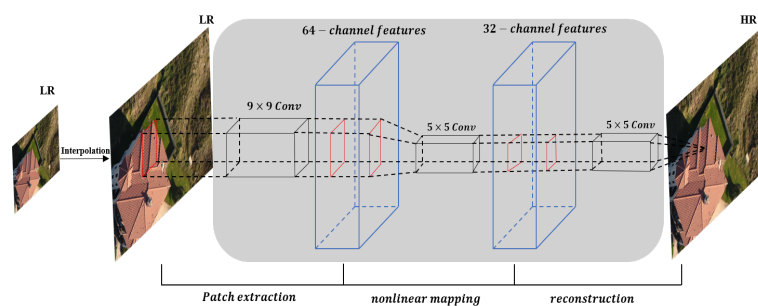 LR
Interpolation
LR
64 − channel features
32 − channel features
HR
9 × 9 Conv
5 × 5 Conv
5 × 5 Conv
Patch extraction
nonlinear mapping
reconstruction